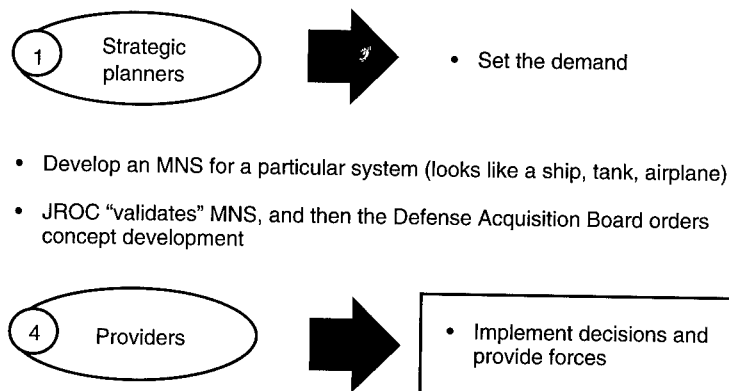 1
Strategic
planners
• Set the demand
• Develop an MNS for a particular system (looks like a ship, tank, airplane)
• JROC “validates” MNS, and then the Defense Acquisition Board orders
concept development
4
Providers
• Implement decisions and
provide forces